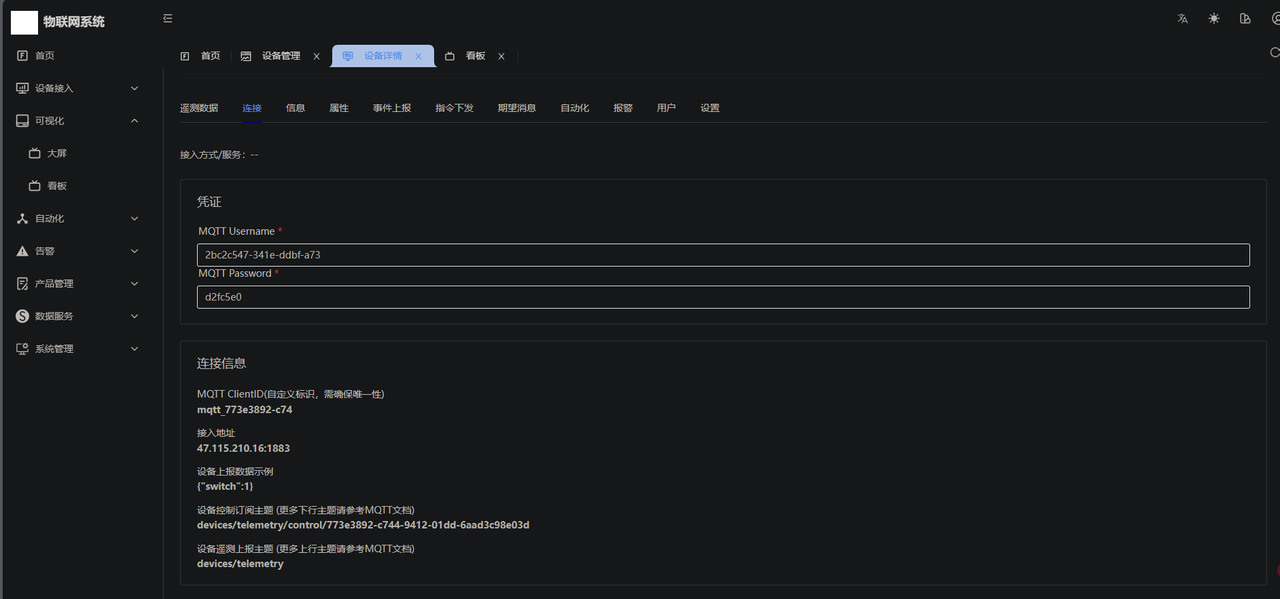 物联网系统
首页
设备接入
可视化
大屏
看板
自动化
告警
产品管理
数据服务
系统管理
首页 设备管理 设备详情 看板
遥测数据 连接 信息 属性 事件上报 指令下发 期望消息 自动化 报警 用户 设置
接入方式/服务: --
凭证
MQTT Username *
2bc2c547-341e-ddbf-a73
MQTT Password *
d2fc5e0
连接信息
MQTT ClientID(自定义标识，需确保唯一性)
mqtt_773e3892-c74
接入地址
47.115.210.16:1883
设备上报数据示例
{"switch":1}
设备控制订阅主题 (更多下行主题请参考MQTT文档)
devices/telemetry/control/773e3892-c744-9412-01dd-6aad3c98e03d
设备遥测上报主题 (更多上行主题请参考MQTT文档)
devices/telemetry